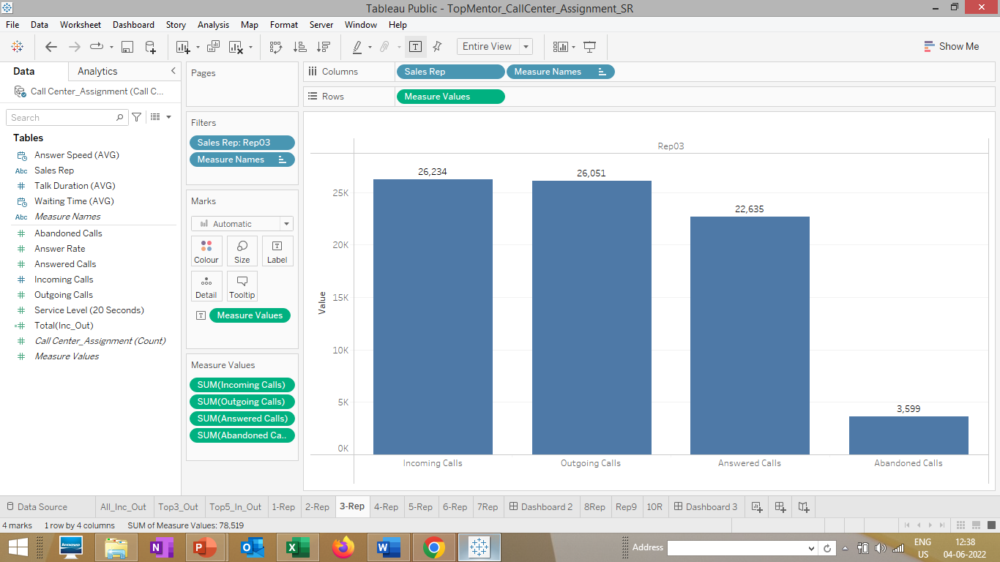 Tableau Public - TopMentor_CallCenter_Assignment_SR
File Data Worksheet Dashboard Story Analysis Map Format Server Window Help
Entire View
Show Me
Data Analytics
Call Center_Assignment (Call C...
Search
Tables
Answer Speed (AVG)
Abc Sales Rep
Talk Duration (AVG)
Waiting Time (AVG)
Abc Measure Names
Abandoned Calls
Answer Rate
Answered Calls
Incoming Calls
Outgoing Calls
Service Level (20 Seconds)
Total(Inc_Out)
Call Center_Assignment (Count)
Measure Values
Pages
Filters
Sales Rep: Rep03
Measure Names
Marks
Automatic
Colour Size Label
Detail Tooltip
Measure Values
Measure Values
SUM(Incoming Calls)
SUM(Outgoing Calls)
SUM(Answered Calls)
SUM(Abandoned Ca..
Columns Sales Rep Measure Names
Rows Measure Values
Rep03
26,234 26,051 22,635 3,599
25K
20K
15K
10K
5K
0K
Value
Incoming Calls Outgoing Calls Answered Calls Abandoned Calls
Data Source All_Inc_Out Top3_Out Top5_In_Out 1-Rep 2-Rep 3-Rep 4-Rep 5-Rep 6-Rep 7Rep Dashboard 2 8Rep Rep9 10R Dashboard 3
4 marks 1 row by 4 columns SUM of Measure Values: 78,519
lenovo
Address
ENG 12:38
US 04-06-2022